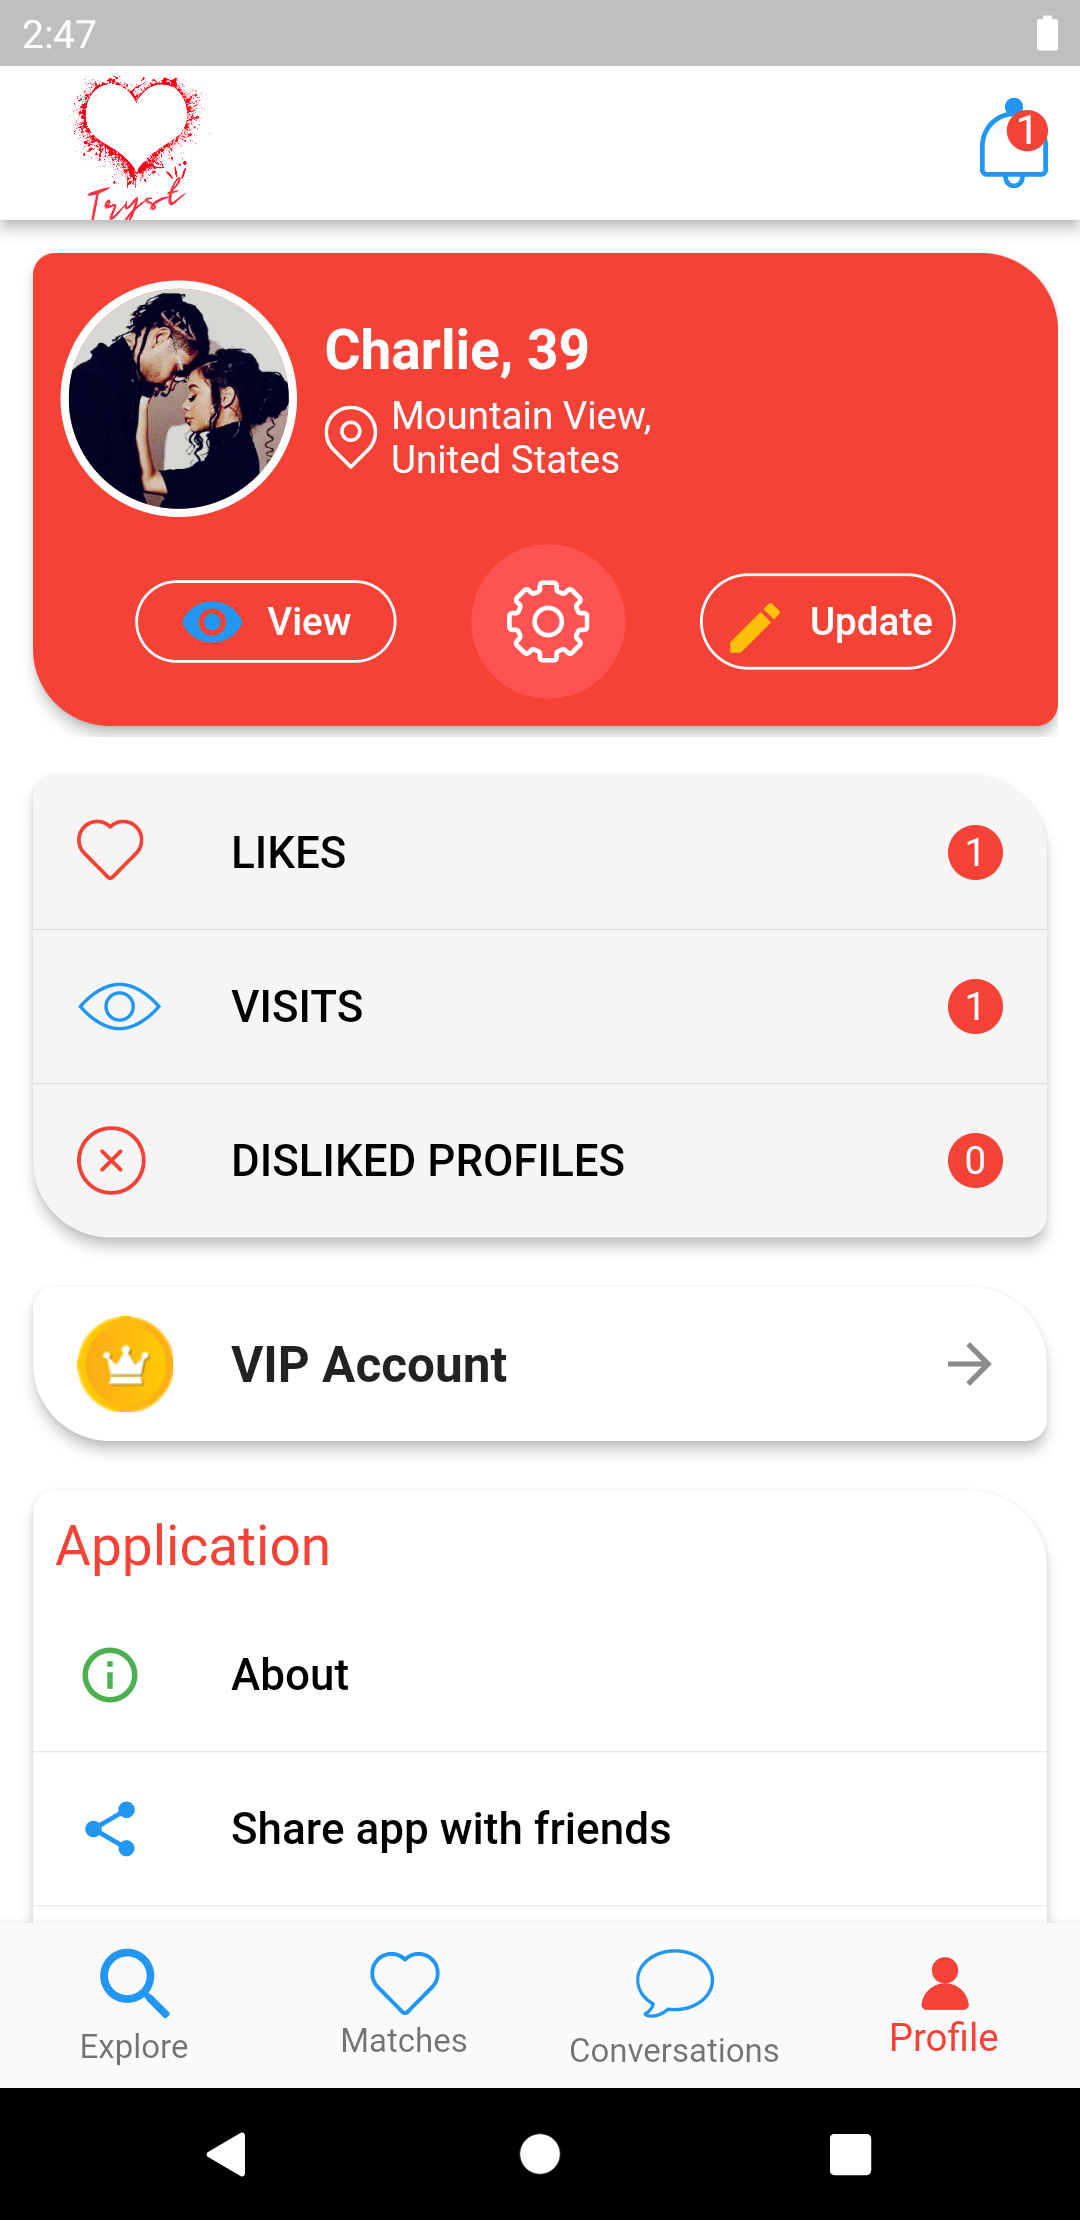 2:47
Tryst
1
Charlie, 39
Mountain View,
United States
View
Update
LIKES
1
VISITS
1
DISLIKED PROFILES
0
VIP Account
Application
About
Share app with friends
Explore
Matches
Conversations
Profile